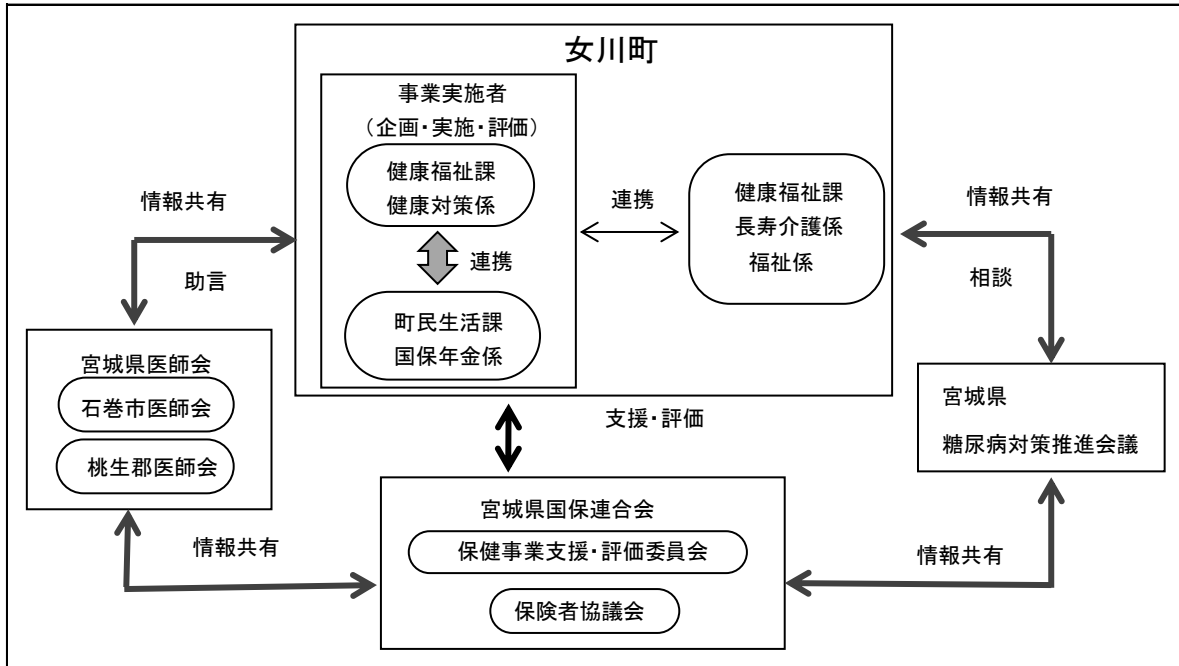 女川町
事業実施者
（企画・実施・評価）
健康福祉課
健康対策係
連携
町民生活課
国保年金係
連携
健康福祉課
長寿介護係
福祉係
情報共有
助言
情報共有
相談
宮城県医師会
石巻市医師会
桃生郡医師会
支援・評価
宮城県
糖尿病対策推進会議
宮城県国保連合会
保健事業支援・評価委員会
保険者協議会
情報共有
情報共有